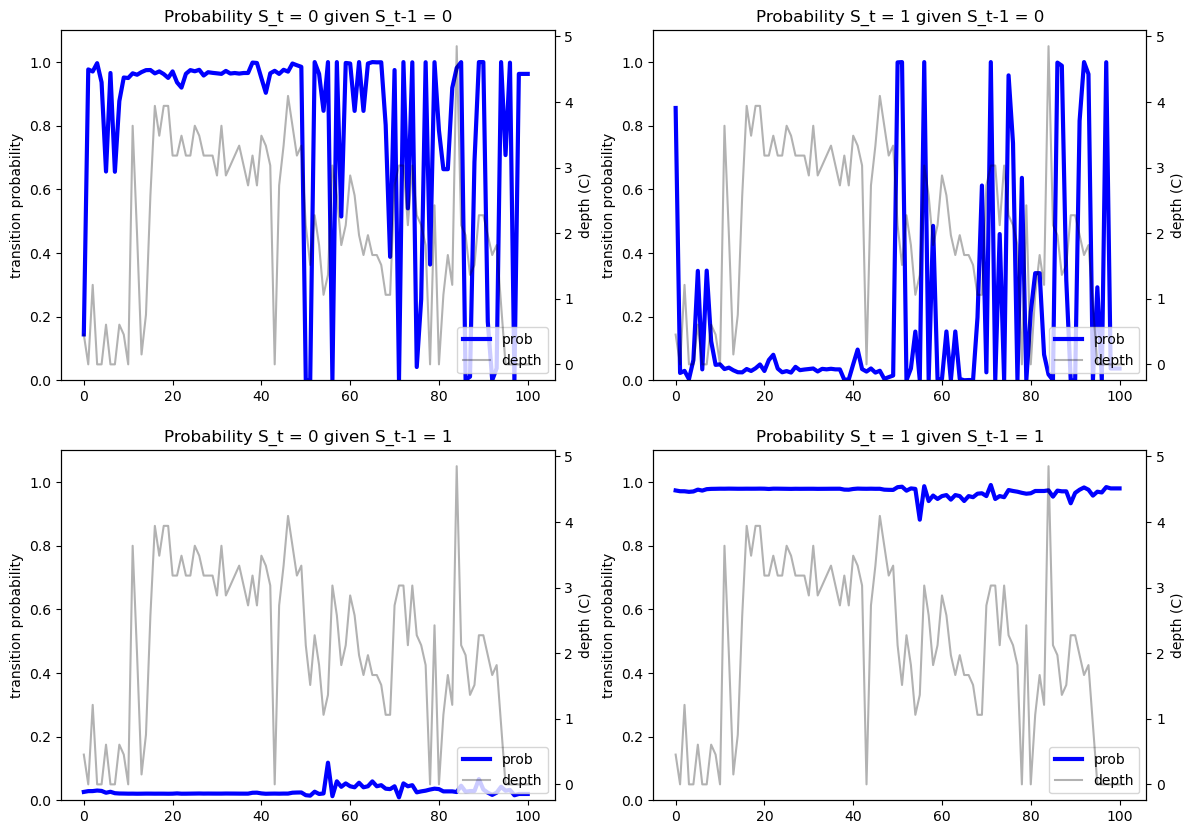 Probability S_t = 0 given S_t-1 = 0
transition probability
1.0
0.8
0.6
0.4
0.2
0.0
0 20 40 60 80 100
5
4
3
2
1
0
depth (C)
prob
depth
Probability S_t = 1 given S_t-1 = 0
transition probability
1.0
0.8
0.6
0.4
0.2
0.0
0 20 40 60 80 100
5
4
3
2
1
0
depth (C)
prob
depth
Probability S_t = 0 given S_t-1 = 1
transition probability
1.0
0.8
0.6
0.4
0.2
0.0
0 20 40 60 80 100
5
4
3
2
1
0
depth (C)
prob
depth
Probability S_t = 1 given S_t-1 = 1
transition probability
1.0
0.8
0.6
0.4
0.2
0.0
0 20 40 60 80 100
5
4
3
2
1
0
depth (C)
prob
depth